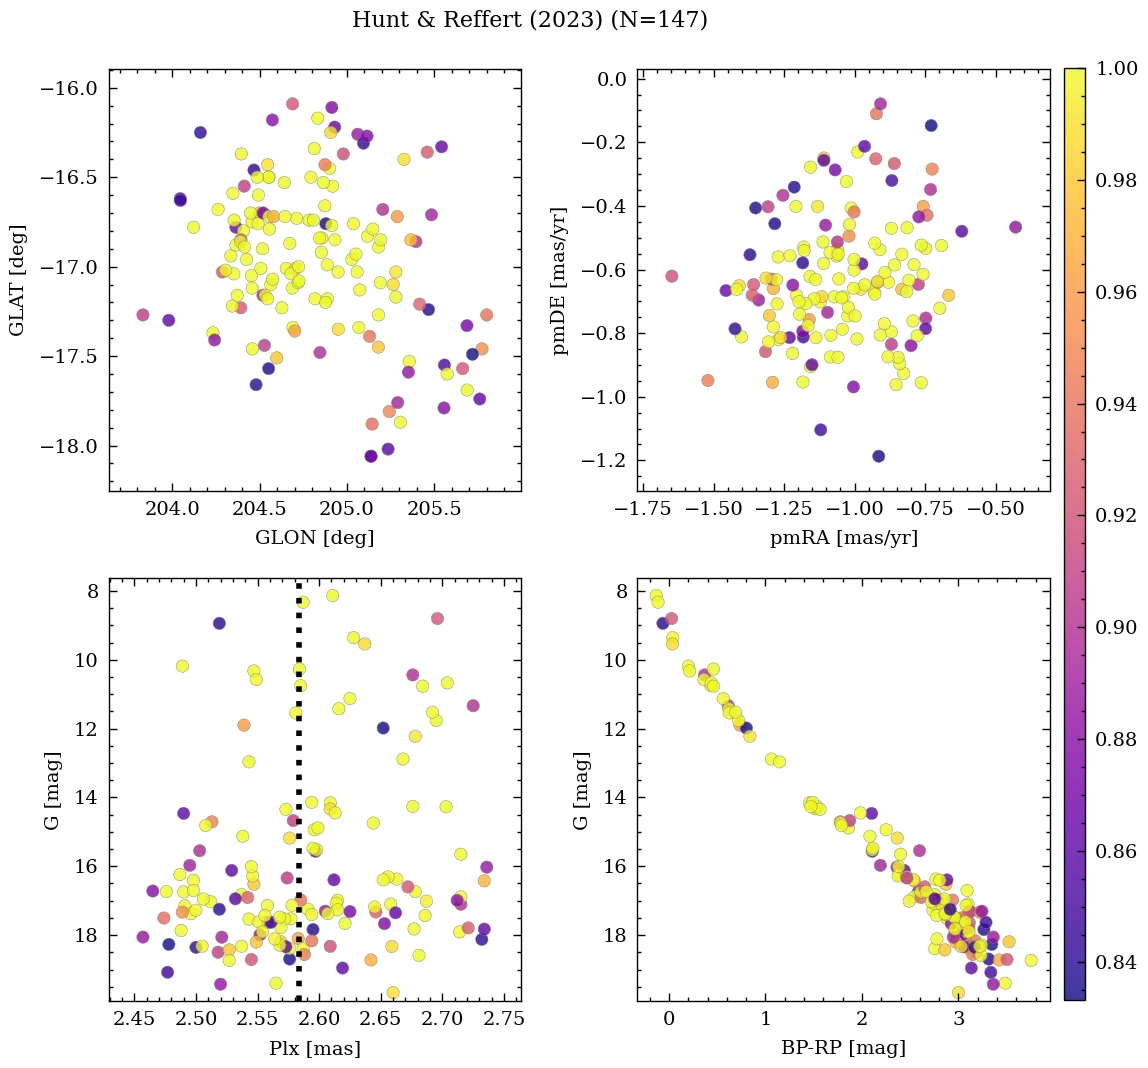 Hunt & Reffert (2023) (N=147)
−16.0
−16.5
−17.0
−17.5
−18.0
GLAT [deg]
204.0 204.5 205.0 205.5
GLON [deg]
0.0
−0.2
−0.4
−0.6
−0.8
−1.0
−1.2
pmDE [mas/yr]
−1.75 −1.50 −1.25 −1.00 −0.75 −0.50
pmRA [mas/yr]
1.00
0.98
0.96
0.94
0.92
0.90
0.88
0.86
0.84
8
10
12
14
16
18
G [mag]
2.45 2.50 2.55 2.60 2.65 2.70 2.75
Plx [mas]
8
10
12
14
16
18
G [mag]
0 1 2 3
BP-RP [mag]